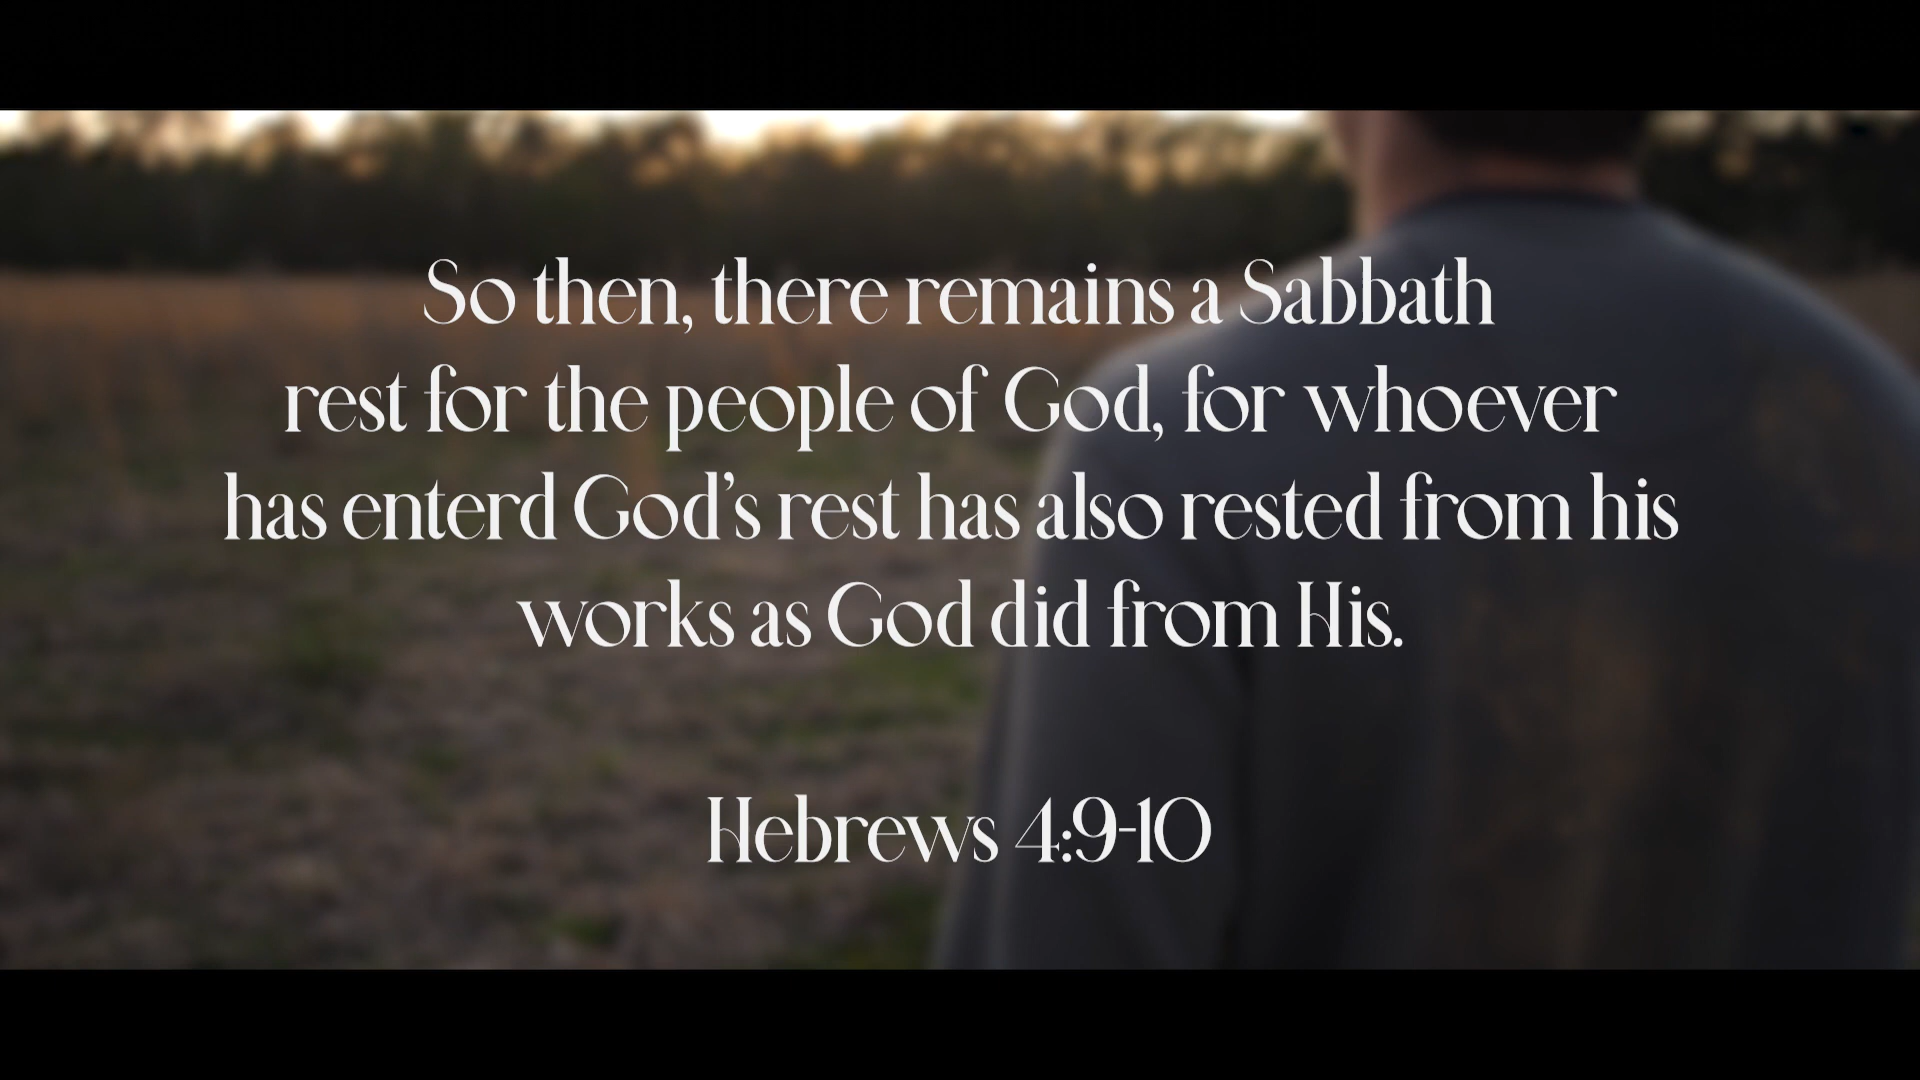 So then, there remains a Sabbath
rest for the people of God, for whoever
has enterd God's rest has also rested from his
works as God did from His.
Hebrews 4:9-10